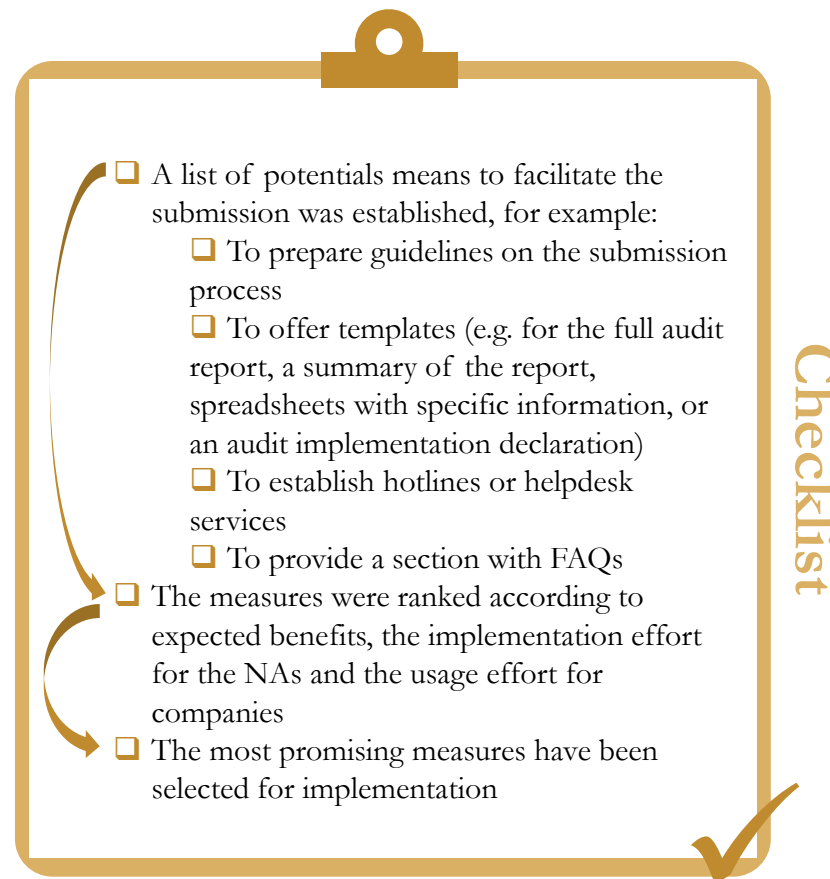 ❑ A list of potentials means to facilitate the
submission was established, for example:
❑ To prepare guidelines on the submission
process
❑ To offer templates (e.g. for the full audit
report, a summary of the report,
spreadsheets with specific information, or
an audit implementation declaration)
❑ To establish hotlines or helpdesk
services
❑ To provide a section with FAQs
❑ The measures were ranked according to
expected benefits, the implementation effort
for the NAs and the usage effort for
companies
❑ The most promising measures have been
selected for implementation
Checklist